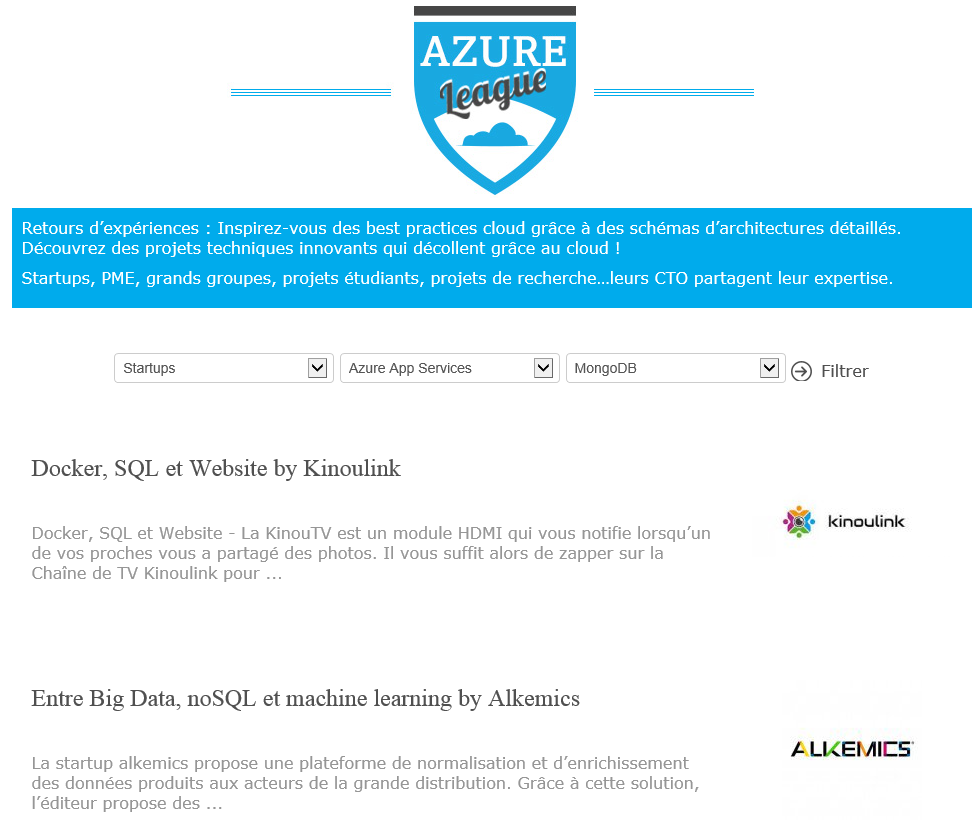 AZURE
League
Retours d’expériences : Inspirez-vous des best practices cloud grâce à des schémas d’architectures détaillés.
Découvrez des projets techniques innovants qui décollent grâce au cloud !
Startups, PME, grands groupes, projets étudiants, projets de recherche...leurs CTO partagent leur expertise.
Startups Azure App Services MongoDB Filtrer
Docker, SQL et Website by Kinoulink
kinoulink
Docker, SQL et Website - La KinouTV est un module HDMI qui vous notifie lorsqu’un
de vos proches vous a partagé des photos. Il vous suffit alors de zapper sur la
Chaîne de TV Kinoulink pour ...
Entre Big Data, noSQL et machine learning by Alkemics
ALKEMICS
La startup alkemics propose une plateforme de normalisation et d’enrichissement
des données produits aux acteurs de la grande distribution. Grâce à cette solution,
l’éditeur propose des ...